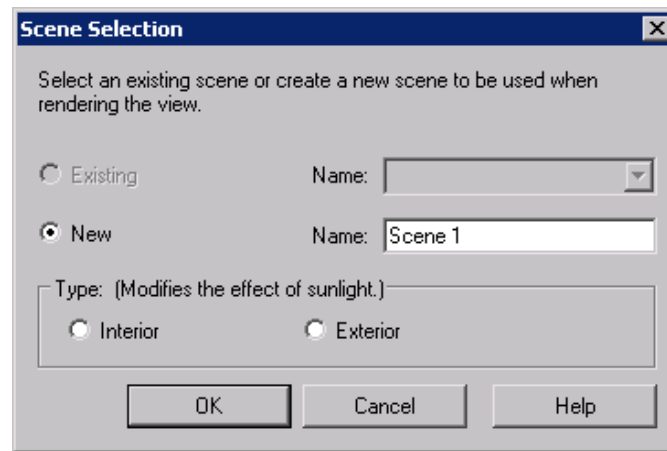 Scene Selection
Select an existing scene or create a new scene to be used when
rendering the view.
Existing Name:
New Name: Scene 1
Type: (Modifies the effect of sunlight.)
Interior Exterior
OK Cancel Help